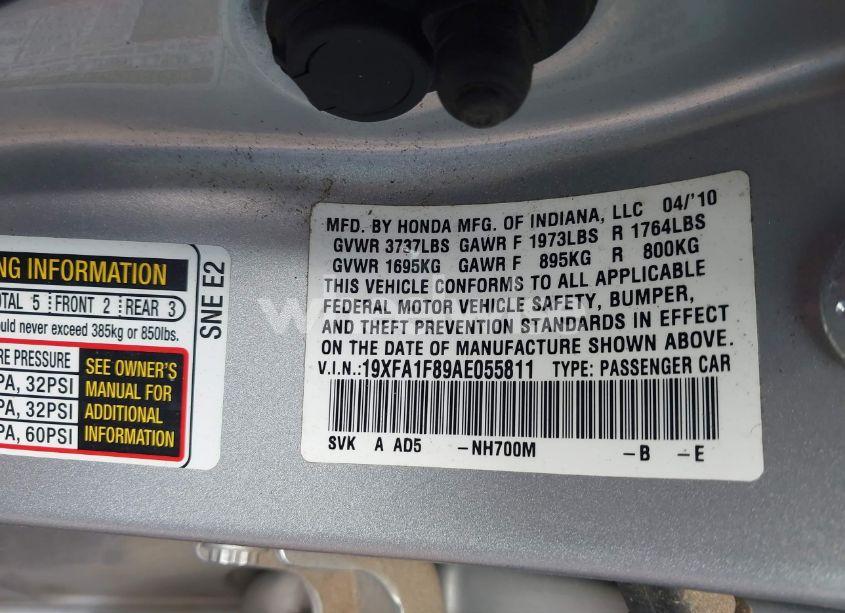 NG INFORMATION
OTAL 5 FRONT 2 REAR 3
ould never exceed 385kg or 850lbs.
RE PRESSURE
PA, 32PSI
PA, 32PSI
PA, 60PSI
SEE OWNER'S
MANUAL FOR
ADDITIONAL
INFORMATION
SNE E2
MFD. BY HONDA MFG. OF INDIANA, LLC 04/'10
GVWR 3737LBS GAWR F 1973LBS R 1764LBS
GVWR 1695KG GAWR F 895KG R 800KG
THIS VEHICLE CONFORMS TO ALL APPLICABLE
FEDERAL MOTOR VEHICLE SAFETY, BUMPER,
AND THEFT PREVENTION STANDARDS IN EFFECT
ON THE DATE OF MANUFACTURE SHOWN ABOVE.
V.I.N.:19XFA1F89AE055811 TYPE: PASSENGER CAR
SVK A AD5 -NH700M -B -E